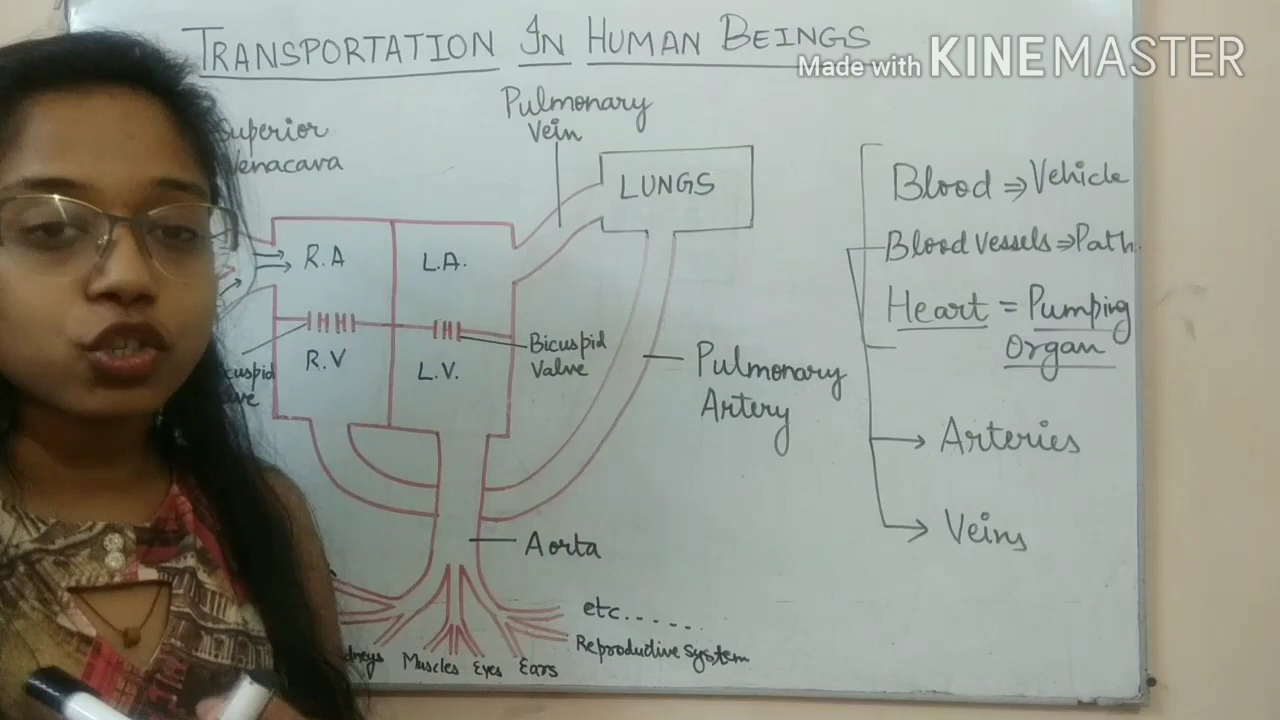 TRANSPORTATION IN HUMAN BEINGS
Made with KINEMASTER
Pulmonary
Vein
Superior
Venacava
LUNGS
Blood ⇒ Vehicle
Blood vessels ⇒ Path
Heart = Pumping
Organ
R.A
L.A.
Bicuspid
Valve
R.V
L.V.
Pulmonary
Artery
Arteries
Veins
Aorta
etc......
Reproductive System
Muscles Eyes Ears